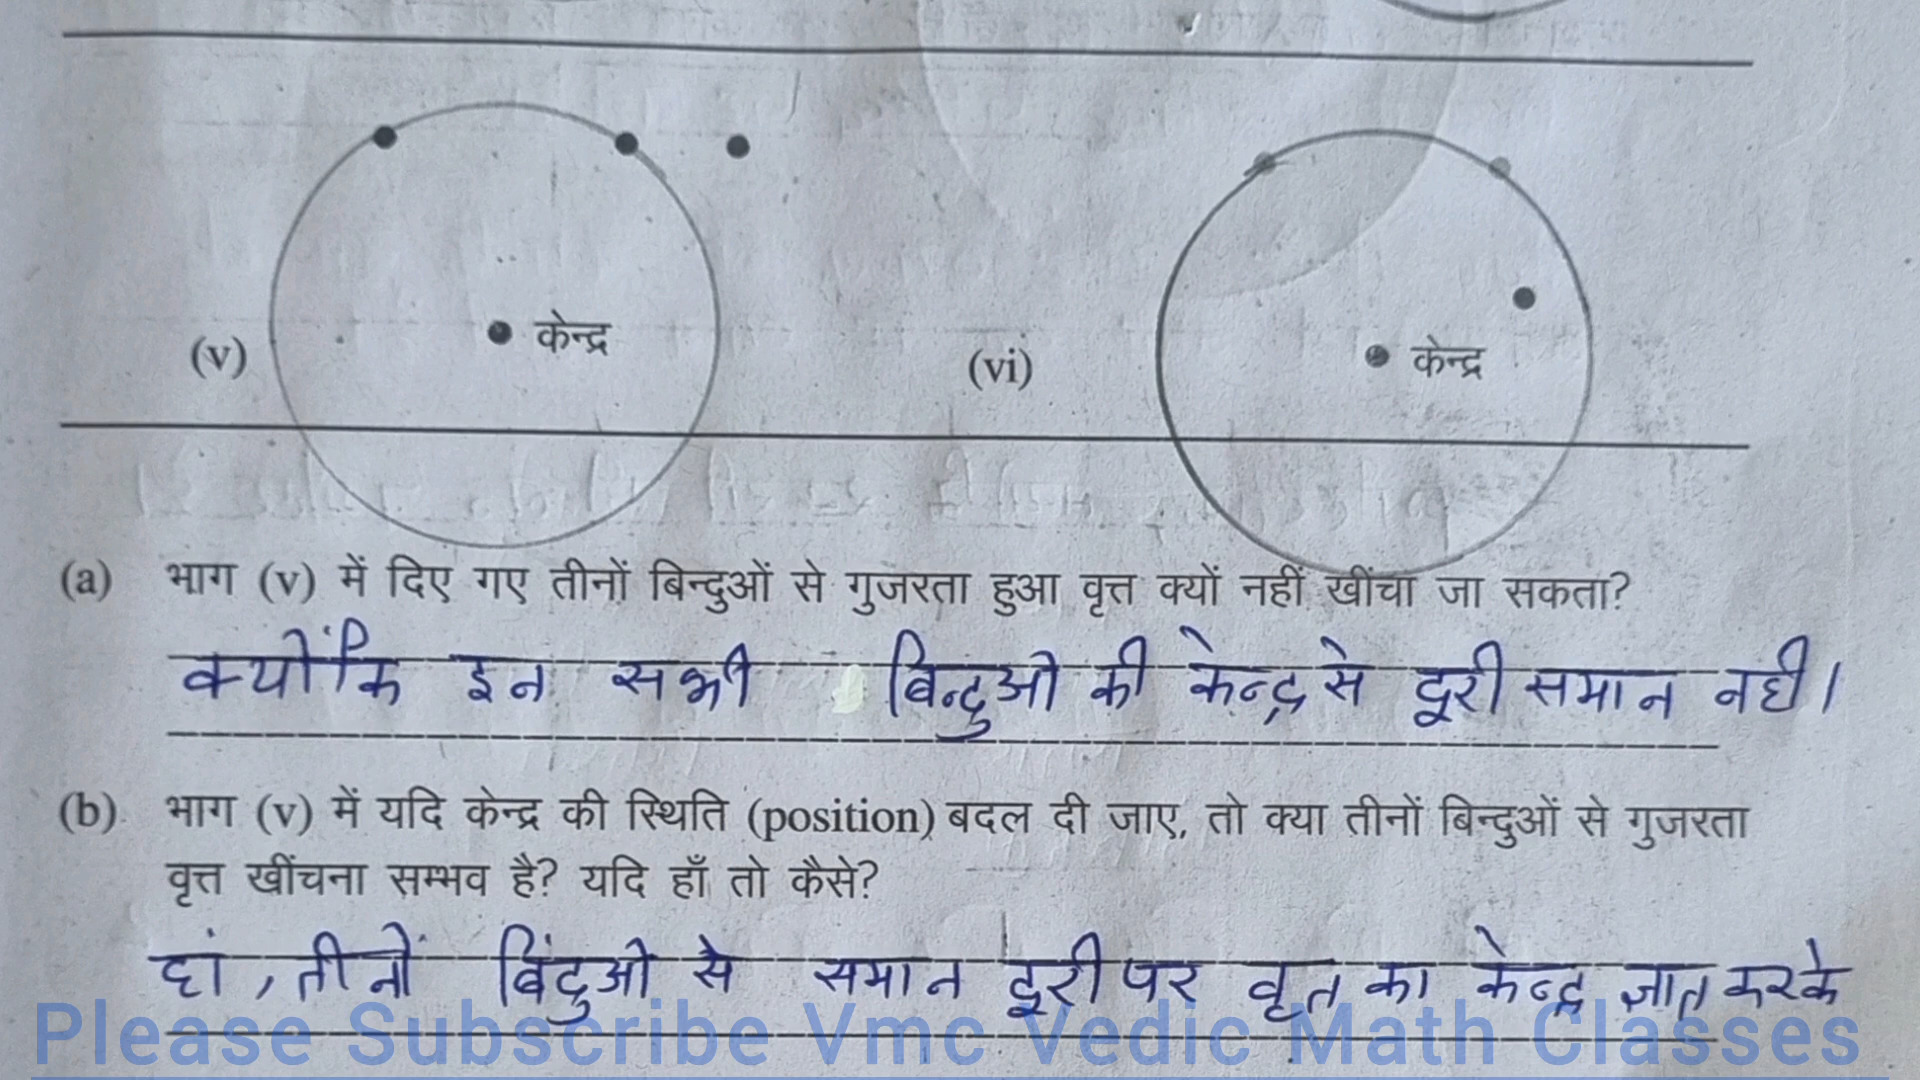 केन्द्र
(v)
केन्द्र
(vi)
(a) भाग (v) में दिए गए तीनों बिन्दुओं से गुजरता हुआ वृत्त क्यों नहीं खींचा जा सकता?
क्योंकि इन सभी बिन्दुओ की केन्द्र से दूरी समान नही।
(b) भाग (v) में यदि केन्द्र की स्थिति (position) बदल दी जाए, तो क्या तीनों बिन्दुओं से गुजरता
वृत्त खींचना सम्भव है? यदि हाँ तो कैसे?
हां, तीनों बिंदुओ से समान दूरी पर वृत का केन्द्र ज्ञात करके
Please Subscribe Vmc Vedic Math Classes